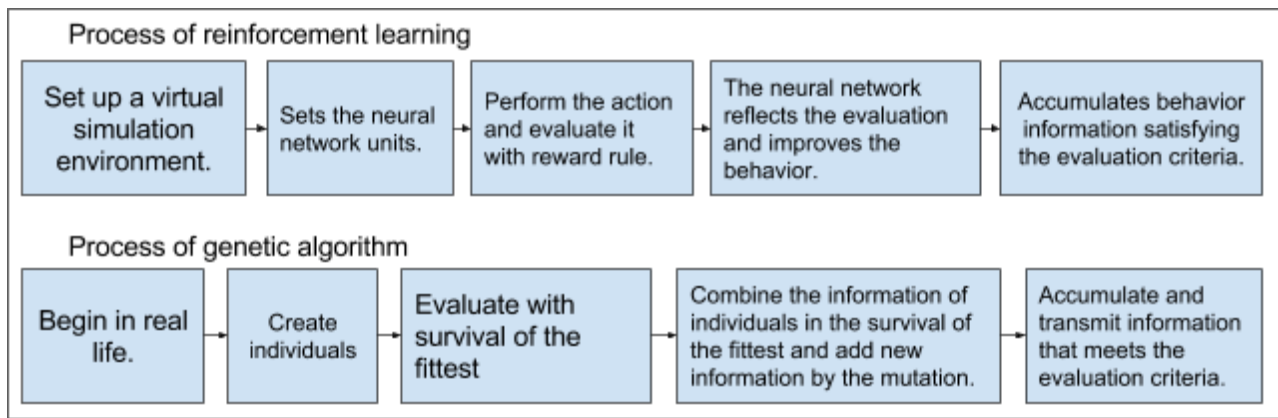 Process of reinforcement learning
Set up a virtual
simulation
environment.
Sets the neural
network units.
Perform the action
and evaluate it
with reward rule.
The neural network
reflects the evaluation
and improves the
behavior.
Accumulates behavior
information satisfying
the evaluation criteria.
Process of genetic algorithm
Begin in real
life.
Create
individuals
Evaluate with
survival of the
fittest
Combine the information of
individuals in the survival of
the fittest and add new
information by the mutation.
Accumulate and
transmit information
that meets the
evaluation criteria.